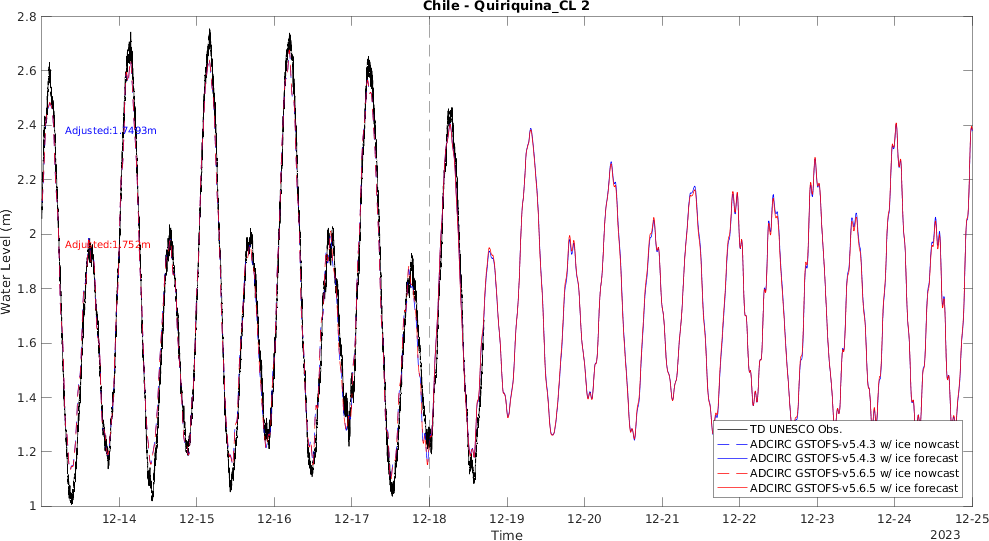 Chile - Quiriquina_CL 2
2.8
2.6
2.4
2.2
2
1.8
1.6
1.4
1.2
1
Water Level (m)
Adjusted:1.7493m
Adjusted:1.752m
TD UNESCO Obs.
ADCIRC GSTOFS-v5.4.3 w/ ice nowcast
ADCIRC GSTOFS-v5.4.3 w/ ice forecast
ADCIRC GSTOFS-v5.6.5 w/ ice nowcast
ADCIRC GSTOFS-v5.6.5 w/ ice forecast
12-14 12-15 12-16 12-17 12-18 12-19 12-20 12-21 12-22 12-23 12-24 12-25
Time
2023